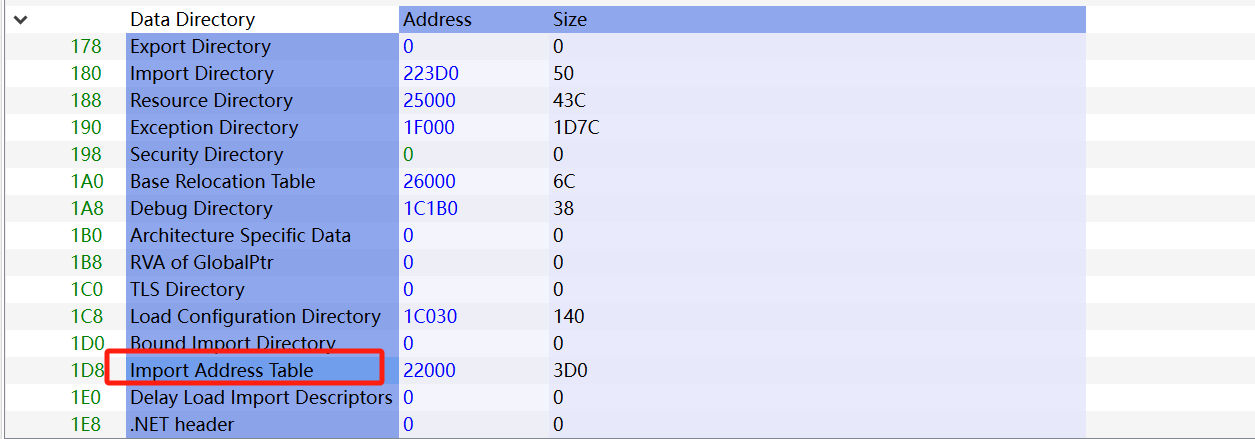 Data Directory Address Size
178 Export Directory 0 0
180 Import Directory 223D0 50
188 Resource Directory 25000 43C
190 Exception Directory 1F000 1D7C
198 Security Directory 0 0
1A0 Base Relocation Table 26000 6C
1A8 Debug Directory 1C1B0 38
1B0 Architecture Specific Data 0 0
1B8 RVA of GlobalPtr 0 0
1C0 TLS Directory 0 0
1C8 Load Configuration Directory 1C030 140
1D0 Bound Import Directory 0 0
1D8 Import Address Table 22000 3D0
1E0 Delay Load Import Descriptors 0 0
1E8 .NET header 0 0